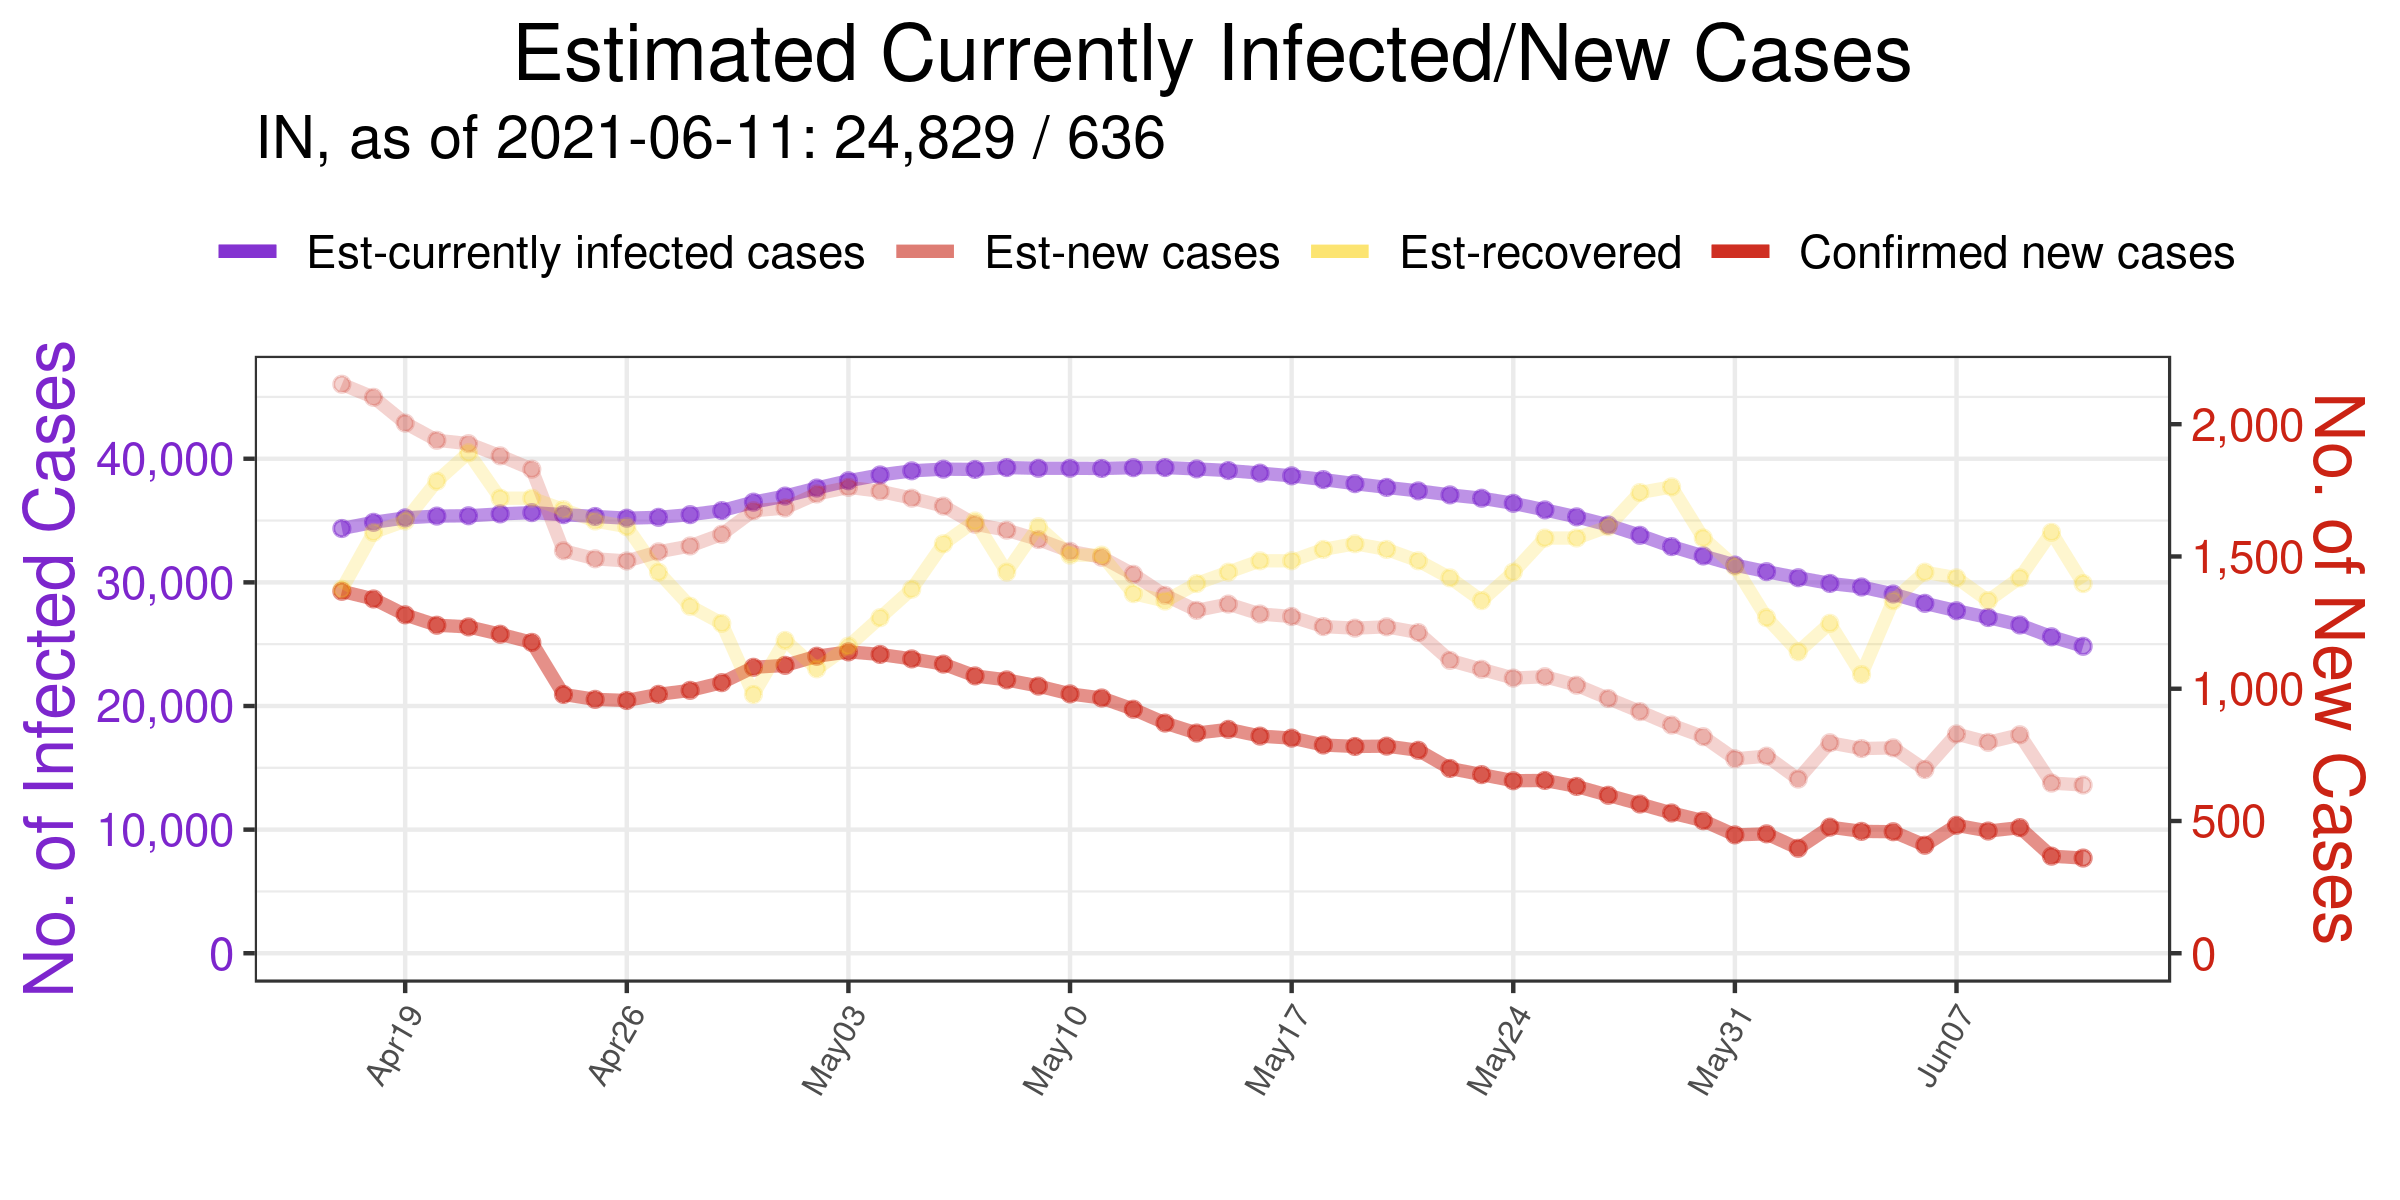 Estimated Currently Infected/New Cases
IN, as of 2021-06-11: 24,829 / 636
Est-currently infected cases Est-new cases Est-recovered Confirmed new cases
No. of Infected Cases
40,000
30,000
20,000
10,000
0
2,000
1,500
1,000
500
0
No. of New Cases
Apr19 Apr26 May03 May10 May17 May24 May31 Jun07